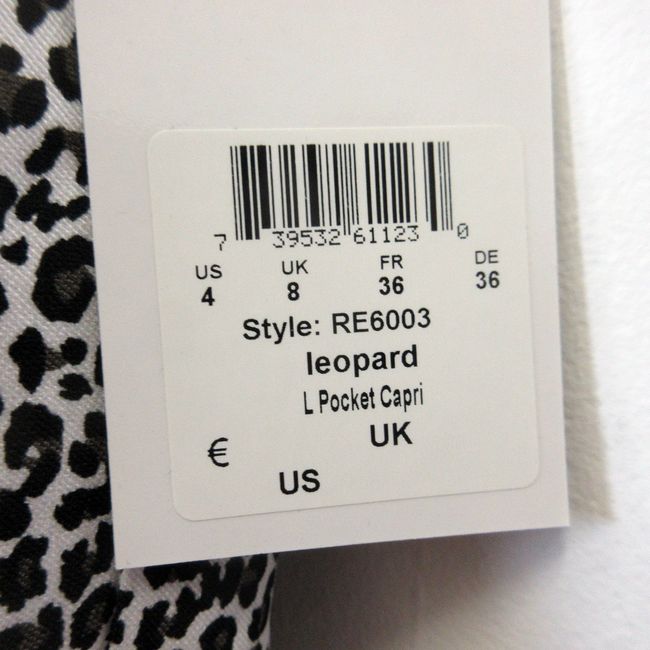 7 39532 61123 0
US UK FR DE
4 8 36 36
Style: RE6003
leopard
L Pocket Capri
€ UK
US